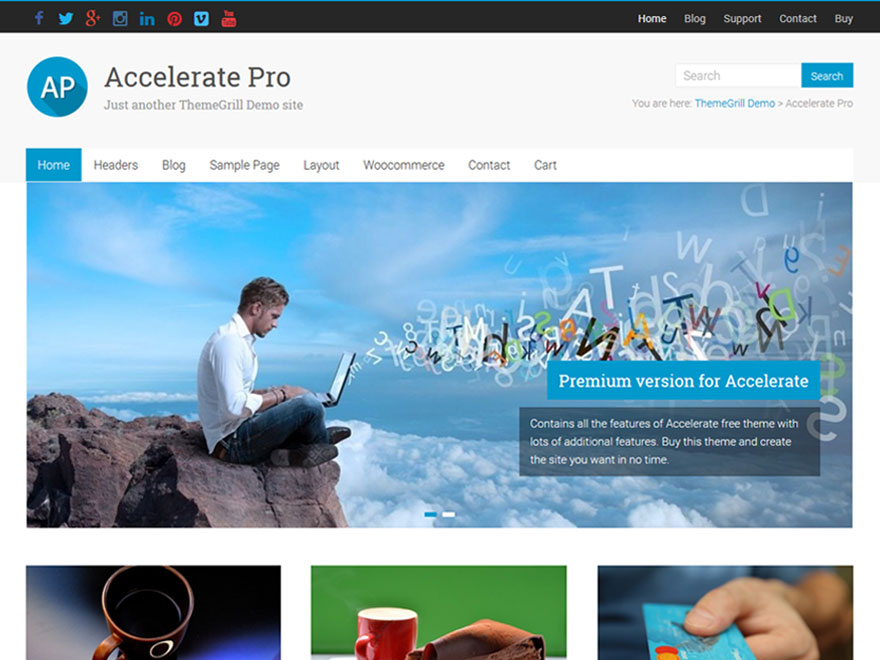 Home Blog Support Contact Buy
AP
Accelerate Pro
Just another ThemeGrill Demo site
Search Search
You are here: ThemeGrill Demo > Accelerate Pro
Home Headers Blog Sample Page Layout Woocommerce Contact Cart
Premium version for Accelerate
Contains all the features of Accelerate free theme with
lots of additional features. Buy this theme and create
the site you want in no time.